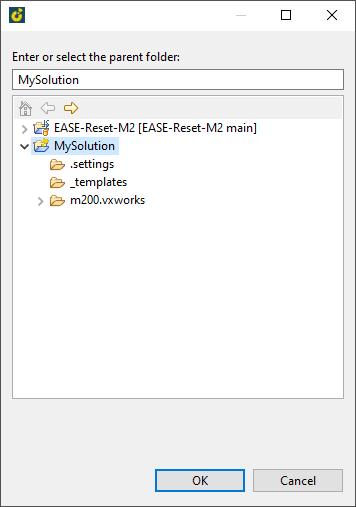 Enter or select the parent folder:
MySolution
EASE-Reset-M2 [EASE-Reset-M2 main]
MySolution
.settings
_templates
m200.vxworks
OK
Cancel